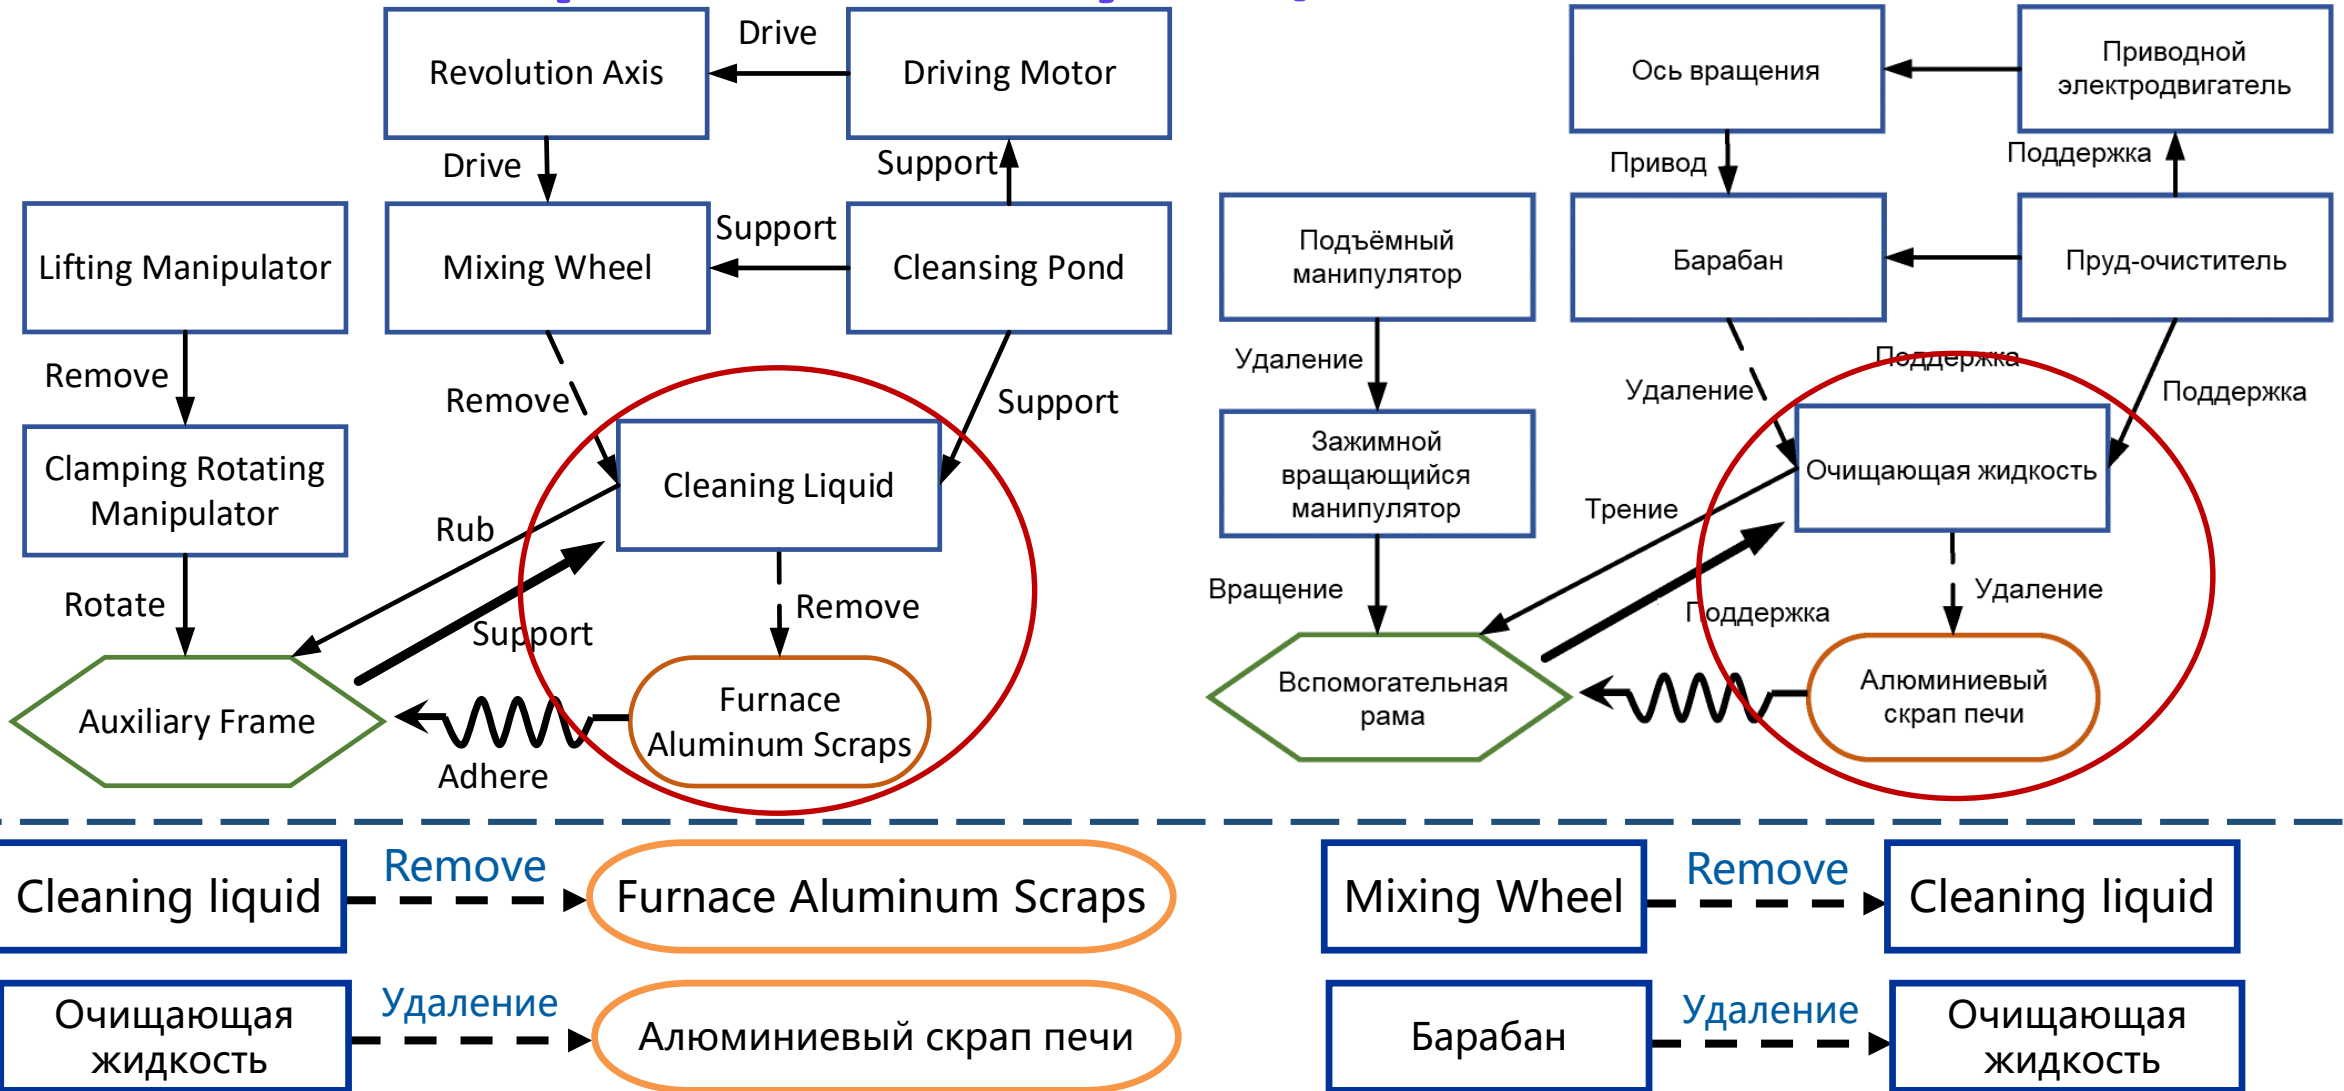 Drive
Revolution Axis
Driving Motor
Drive
Support
Lifting Manipulator
Mixing Wheel
Support
Cleansing Pond
Remove
Remove
Support
Clamping Rotating
Manipulator
Cleaning Liquid
Rub
Rotate
Support
Remove
Auxiliary Frame
Furnace
Aluminum Scraps
Adhere
Ось вращения
Приводной
электродвигатель
Привод
Поддержка
Подъёмный
манипулятор
Барабан
Пруд-очиститель
Удаление
Поддержка
Удаление
Поддержка
Зажимной
вращающийся
манипулятор
Очищающая жидкость
Трение
Вращение
Поддержка
Удаление
Вспомогательная
рама
Алюминиевый
скрап печи
Cleaning liquid
Remove
Furnace Aluminum Scraps
Mixing Wheel
Remove
Cleaning liquid
Очищающая
жидкость
Удаление
Алюминиевый скрап печи
Барабан
Удаление
Очищающая
жидкость